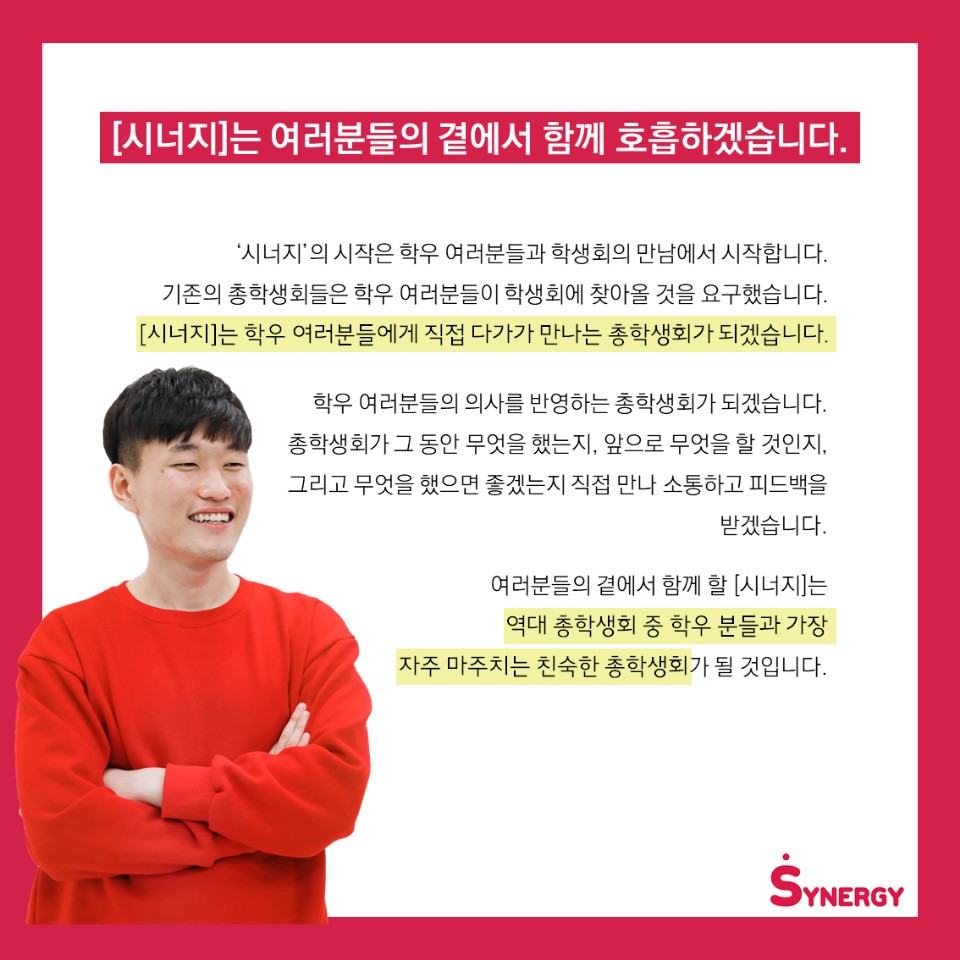 [시너지]는 여러분들의 곁에서 함께 호흡하겠습니다.
‘시너지’의 시작은 학우 여러분들과 학생회의 만남에서 시작합니다.
기존의 총학생회들은 학우 여러분들이 학생회에 찾아올 것을 요구했습니다.
[시너지]는 학우 여러분들에게 직접 다가가 만나는 총학생회가 되겠습니다.
학우 여러분들의 의사를 반영하는 총학생회가 되겠습니다.
총학생회가 그 동안 무엇을 했는지, 앞으로 무엇을 할 것인지,
그리고 무엇을 했으면 좋겠는지 직접 만나 소통하고 피드백을
받겠습니다.
여러분들의 곁에서 함께 할 [시너지]는
역대 총학생회 중 학우 분들과 가장
자주 마주치는 친숙한 총학생회가 될 것입니다.
SYNERGY